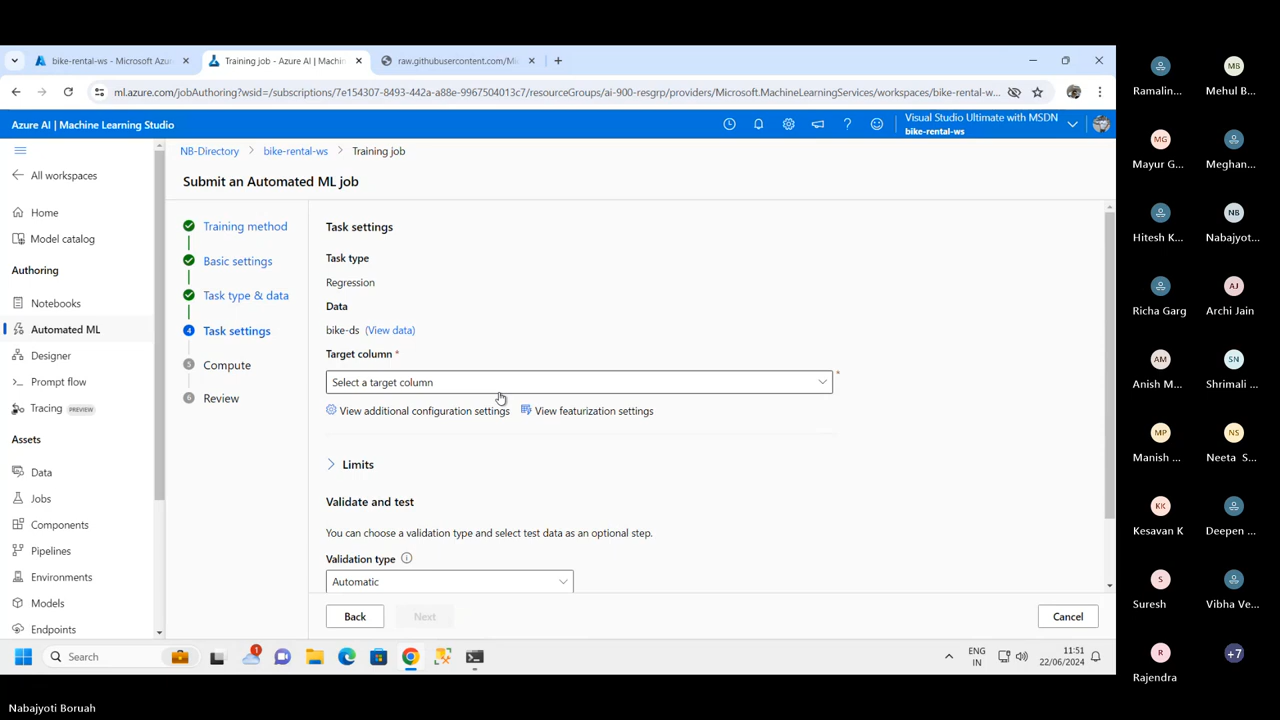 bike-rental-ws - Microsoft Azur
Training job - Azure AI | Machin
raw.githubusercontent.com/Mi
ml.azure.com/jobAuthoring?wsid=/subscriptions/7e154307-8493-442a-a88e-9967504013c7/resourceGroups/ai-900-resgrp/providers/Microsoft.MachineLearningServices/workspaces/bike-rental-w...
Azure AI | Machine Learning Studio
Visual Studio Ultimate with MSDN
bike-rental-ws
NB-Directory > bike-rental-ws > Training job
All workspaces
Home
Model catalog
Authoring
Notebooks
Automated ML
Designer
Prompt flow
Tracing PREVIEW
Assets
Data
Jobs
Components
Pipelines
Environments
Models
Endpoints
Submit an Automated ML job
Training method
Basic settings
Task type & data
4 Task settings
5 Compute
6 Review
Task settings
Task type
Regression
Data
bike-ds (View data)
Target column *
Select a target column *
View additional configuration settings View featurization settings
Limits
Validate and test
You can choose a validation type and select test data as an optional step.
Validation type
Automatic
Back Next Cancel
Search
1
ENG
IN
11:51
22/06/2024
Ramalin...
MB
Mehul B...
MG
Mayur G...
Meghan...
Hitesh K...
NB
Nabajyot...
Richa Garg
AJ
Archi Jain
AM
Anish M...
SN
Shrimali ...
MP
Manish ...
NS
Neeta S...
KK
Kesavan K
Deepen ...
S
Suresh
Vibha Ve...
R
Rajendra
+7
Nabajyoti Boruah